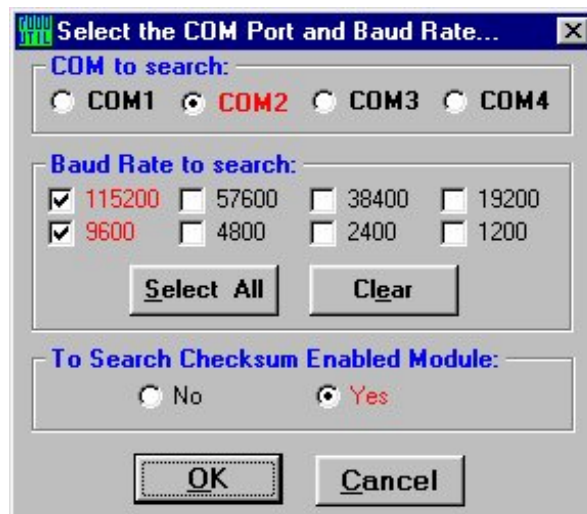 7000 UTIL Select the COM Port and Baud Rate...
COM to search:
COM1 COM2 COM3 COM4
Baud Rate to search:
115200 57600 38400 19200
9600 4800 2400 1200
Select All Clear
To Search Checksum Enabled Module:
No Yes
OK Cancel